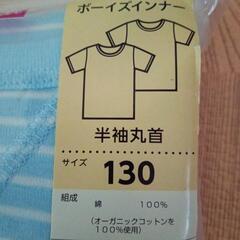 ボーイズインナー
半袖丸首
サイズ 130
組成 綿 100%
(オーガニックコットンを
100%使用)